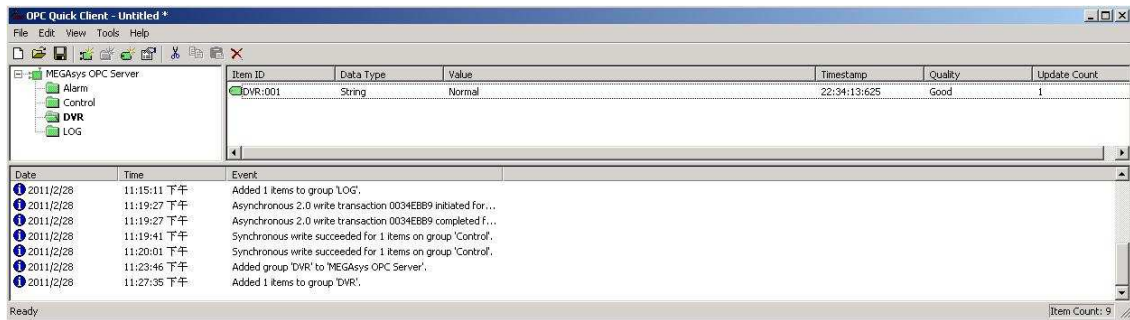 OPC Quick Client - Untitled *
File Edit View Tools Help
MEGAsys OPC Server
Alarm
Control
DVR
LOG
Item ID Data Type Value Timestamp Quality Update Count
DVR:001 String Normal 22:34:13:625 Good 1
Date Time Event
2011/2/28 11:15:11 下午 Added 1 items to group 'LOG'.
2011/2/28 11:19:27 下午 Asynchronous 2.0 write transaction 0034EBB9 initiated for...
2011/2/28 11:19:27 下午 Asynchronous 2.0 write transaction 0034EBB9 completed f...
2011/2/28 11:19:41 下午 Synchronous write succeeded for 1 items on group 'Control'.
2011/2/28 11:20:01 下午 Synchronous write succeeded for 1 items on group 'Control'.
2011/2/28 11:23:46 下午 Added group 'DVR' to 'MEGAsys OPC Server'.
2011/2/28 11:27:35 下午 Added 1 items to group 'DVR'.
Ready Item Count: 9